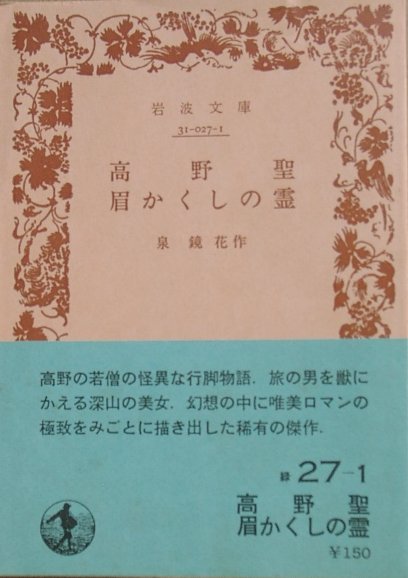 岩波文庫
31-027-1
高野聖
眉かくしの霊
泉鏡花作
高野の若僧の怪異な行脚物語．旅の男を獣に
かえる深山の美女．幻想の中に唯美ロマンの
極致をみごとに描き出した稀有の傑作．
緑 27-1
高野聖
眉かくしの霊
￥150